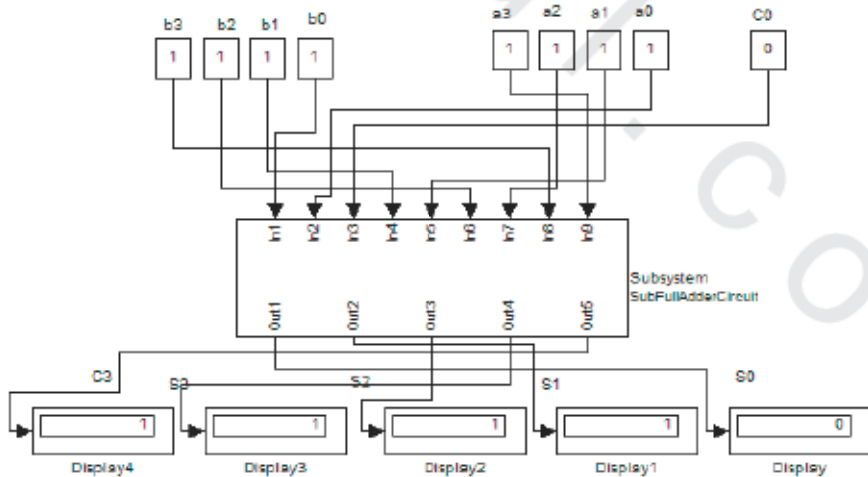 b3 b2 b1 b0 a3 a2 a1 a0 C0
1 1 1 1 1 1 1 1 0
In1 In2 In3 In4 In5 In6 In7 In8 In9
Subsystem
SubFullAdderCircuit
Out1 Out2 Out3 Out4 Out5
C3 S3 S2 S1 S0
1 1 1 1 0
Display4 Display3 Display2 Display1 Display